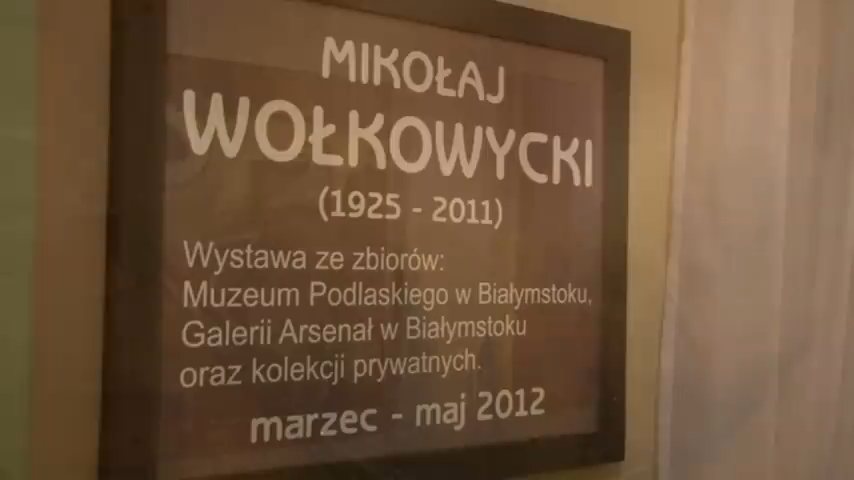 MIKOŁAJ
WOŁKOWYCKI
(1925 - 2011)
Wystawa ze zbiorów:
Muzeum Podlaskiego w Białymstoku,
Galerii Arsenał w Białymstoku
oraz kolekcji prywatnych.
marzec - maj 2012